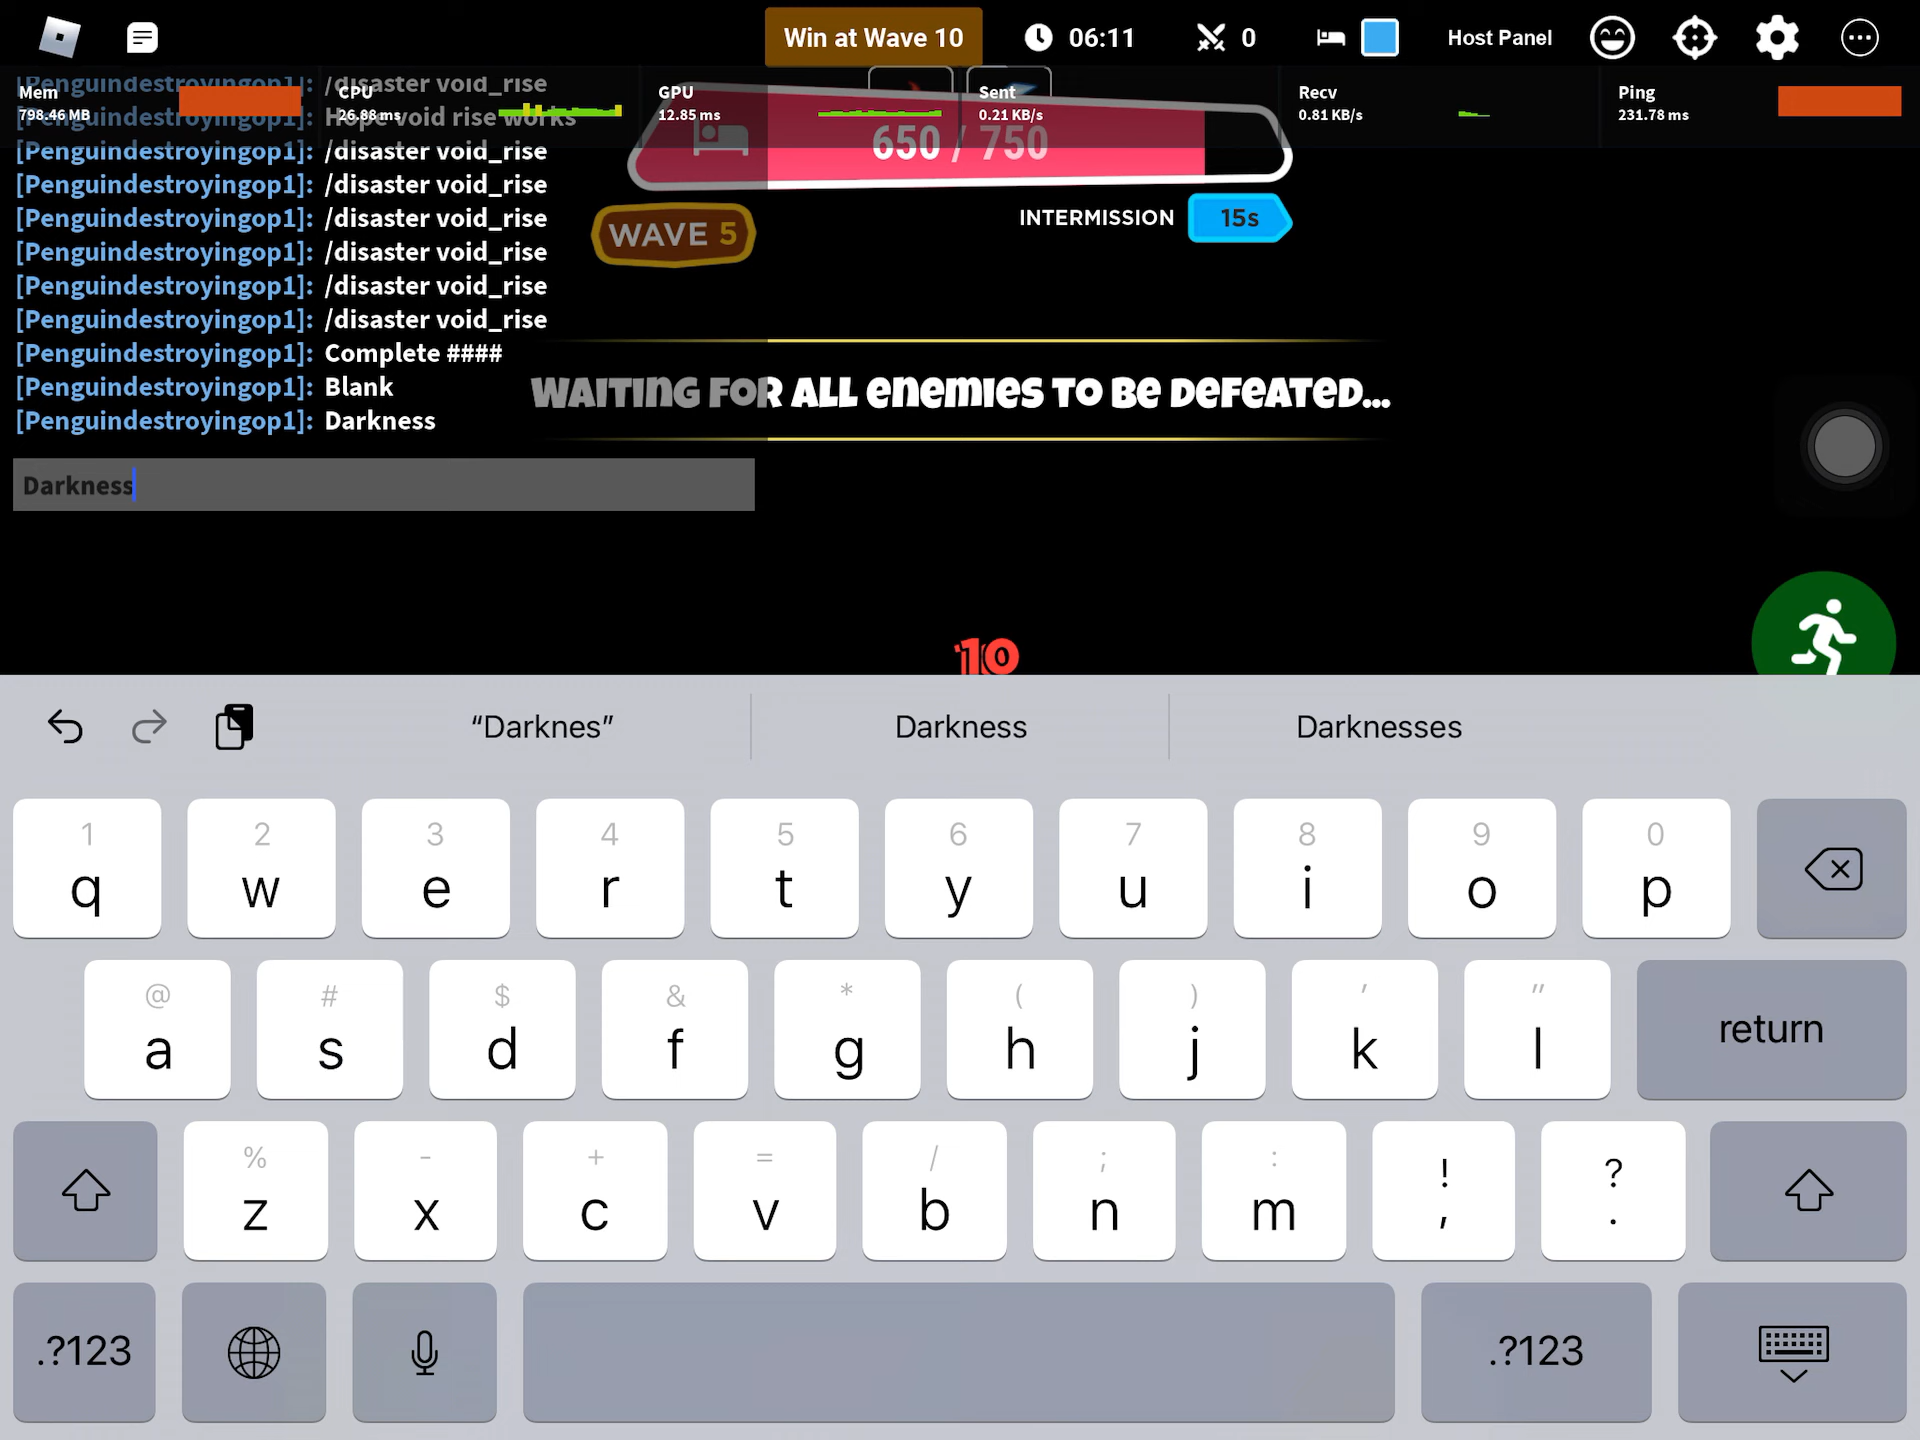 Win at Wave 10
06:11
0
Host Panel
[Penguindestroyingop1]: /disaster void_rise
Mem
798.46 MB
CPU
26.88 ms
GPU
12.85 ms
Sent
0.21 KB/s
Recv
0.81 KB/s
Ping
231.78 ms
[Penguindestroyingop1]: Hope void rise works
[Penguindestroyingop1]: /disaster void_rise
[Penguindestroyingop1]: /disaster void_rise
[Penguindestroyingop1]: /disaster void_rise
[Penguindestroyingop1]: /disaster void_rise
[Penguindestroyingop1]: /disaster void_rise
[Penguindestroyingop1]: /disaster void_rise
[Penguindestroyingop1]: Complete ####
[Penguindestroyingop1]: Blank
[Penguindestroyingop1]: Darkness
650 / 750
WAVE 5
INTERMISSION 15s
WAITING FOR ALL ENEMIES TO BE DEFEATED...
Darkness
10
“Darknes” Darkness Darknesses
1 2 3 4 5 6 7 8 9 0
q w e r t y u i o p
@ # $ & * ( ) ' "
a s d f g h j k l return
% - + = / ; : ! ?
z x c v b n m , .
.?123 .?123